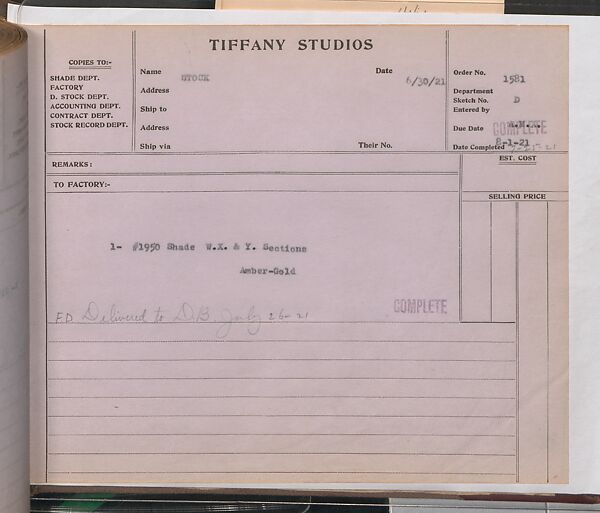 TIFFANY STUDIOS
COPIES TO:-
SHADE DEPT.
FACTORY
D. STOCK DEPT.
ACCOUNTING DEPT.
CONTRACT DEPT.
STOCK RECORD DEPT.
Name STOCK
Date 6/30/21
Address
Ship to
Address
Ship via
Their No.
Order No. 1581
Department
Sketch No. D
Entered by
COMPLETE
Due Date 8-1-21
Date Completed
REMARKS:
EST. COST
TO FACTORY:-
SELLING PRICE
1- #1950 Shade W.X. & Y. Sections
Amber-Gold
COMPLETE
Delivered to D.B. July 26-21